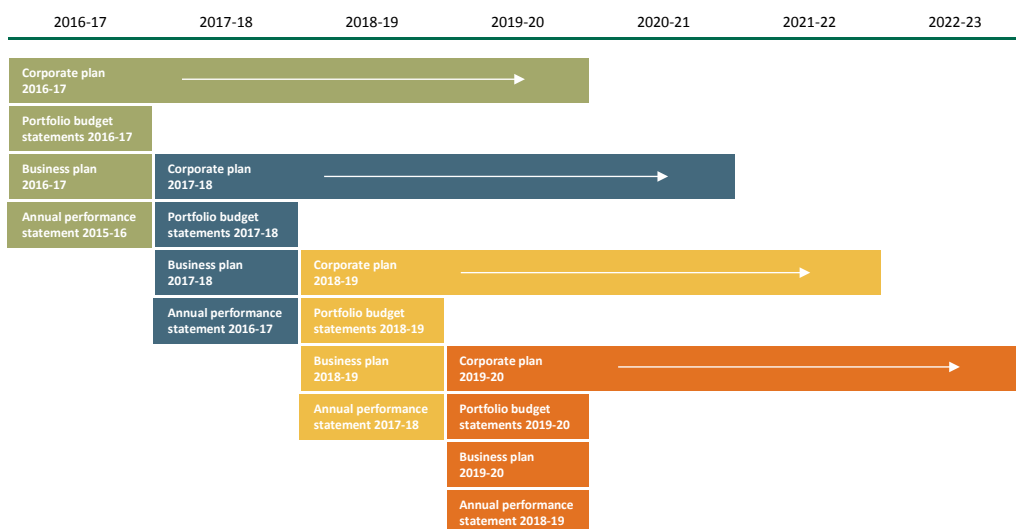 2016-17 2017-18 2018-19 2019-20 2020-21 2021-22 2022-23
Corporate plan
2016-17
Portfolio budget
statements 2016-17
Business plan
2016-17
Corporate plan
2017-18
Annual performance
statement 2015-16
Portfolio budget
statements 2017-18
Business plan
2017-18
Corporate plan
2018-19
Annual performance
statement 2016-17
Portfolio budget
statements 2018-19
Business plan
2018-19
Corporate plan
2019-20
Annual performance
statement 2017-18
Portfolio budget
statements 2019-20
Business plan
2019-20
Annual performance
statement 2018-19